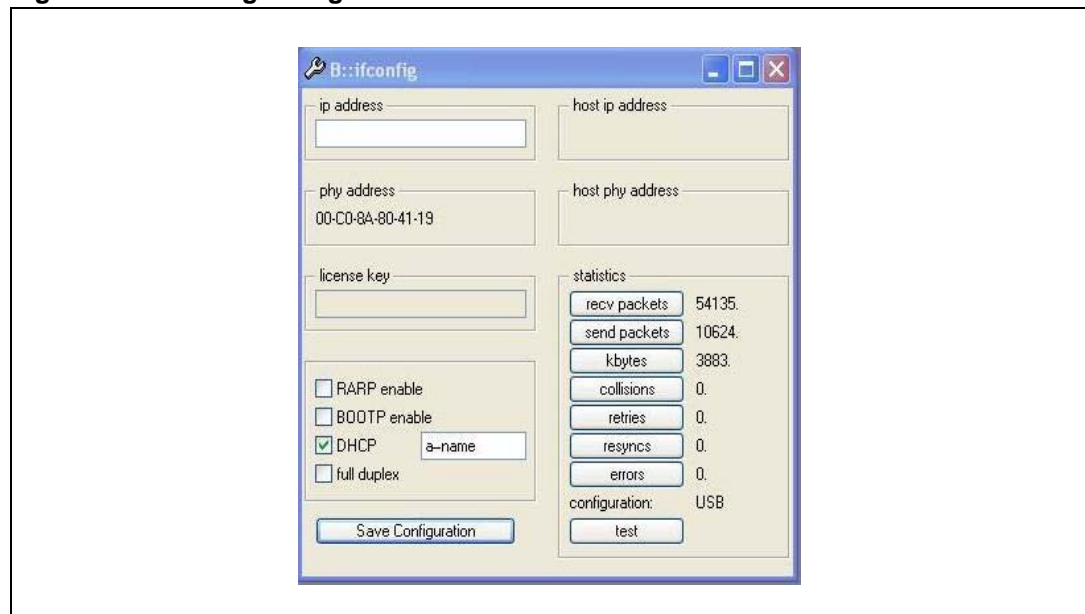 B::ifconfig
ip address
host ip address
phy address
00-C0-8A-80-41-19
host phy address
license key
statistics
recv packets 54135.
send packets 10624.
kbytes 3883.
collisions 0.
retries 0.
resyncs 0.
errors 0.
configuration: USB
test
RARP enable
BOOTP enable
DHCP a-name
full duplex
Save Configuration